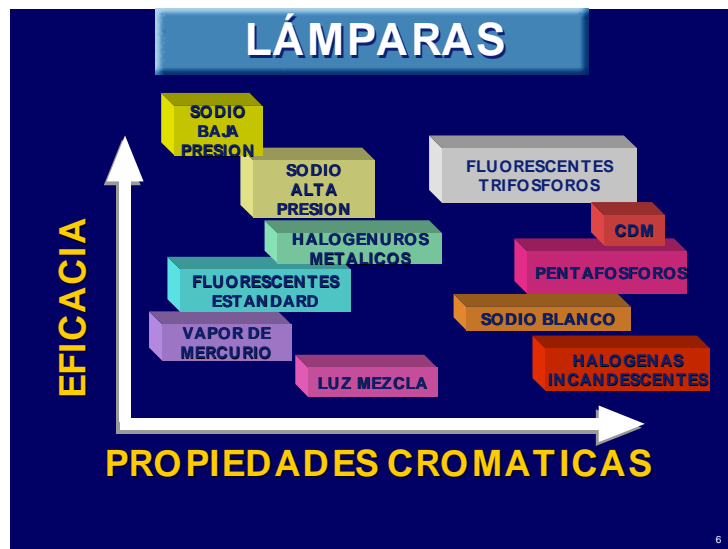 LÁMPARAS
SODIO
BAJA
PRESION
SODIO
ALTA
PRESION
FLUORESCENTES
TRIFOSFOROS
HALOGENUROS
METALICOS
CDM
FLUORESCENTES
ESTANDARD
PENTAFOSFOROS
VAPOR DE
MERCURIO
SODIO BLANCO
LUZ MEZCLA
HALOGENAS
INCANDESCENTES
EFICACIA
PROPIEDADES CROMATICAS
6